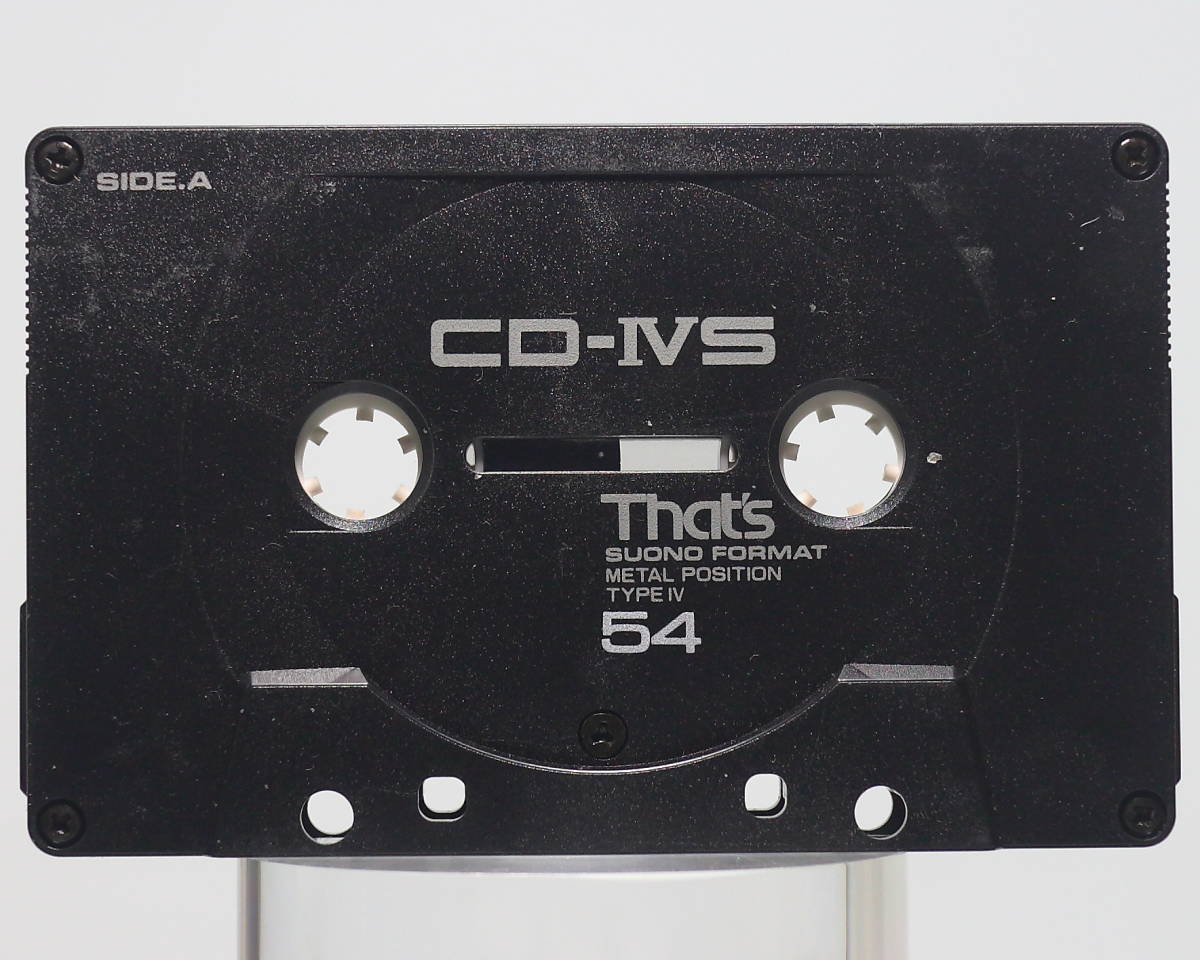 SIDE.A
CD-IVS
That's
SUONO FORMAT
METAL POSITION
TYPE IV
54